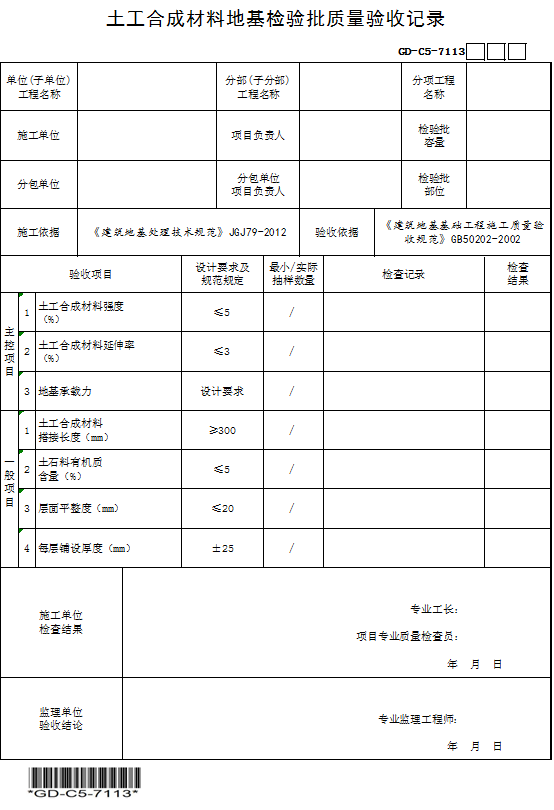 土工合成材料地基检验批质量验收记录
GD-C5-7113
单位(子单位)
工程名称
分部(子分部)
工程名称
分项工程
名称
施工单位
项目负责人
检验批
容量
分包单位
分包单位
项目负责人
检验批
部位
施工依据
《建筑地基处理技术规范》JGJ79-2012
验收依据
《建筑地基基础工程施工质量验
收规范》GB50202-2002
验收项目
设计要求及
规范规定
最小/实际
抽样数量
检查记录
检查
结果
主控项目
1
土工合成材料强度
(%)
≤5
/
2
土工合成材料延伸率
(%)
≤3
/
3
地基承载力
设计要求
/
一般项目
1
土工合成材料
搭接长度(mm)
≥300
/
2
土石料有机质
含量(%)
≤5
/
3
层面平整度(mm)
≤20
/
4
每层铺设厚度(mm)
±25
/
施工单位
检查结果
专业工长:
项目专业质量检查员:
年 月 日
监理单位
验收结论
专业监理工程师:
年 月 日
*GD-C5-7113*